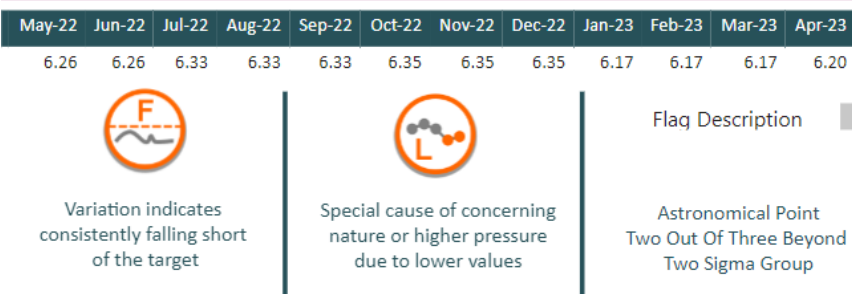 May-22 Jun-22 Jul-22 Aug-22 Sep-22 Oct-22 Nov-22 Dec-22 Jan-23 Feb-23 Mar-23 Apr-23
6.26 6.26 6.33 6.33 6.33 6.35 6.35 6.35 6.17 6.17 6.17 6.20
F
Variation indicates
consistently falling short
of the target
L
Special cause of concerning
nature or higher pressure
due to lower values
Flag Description
Astronomical Point
Two Out Of Three Beyond
Two Sigma Group